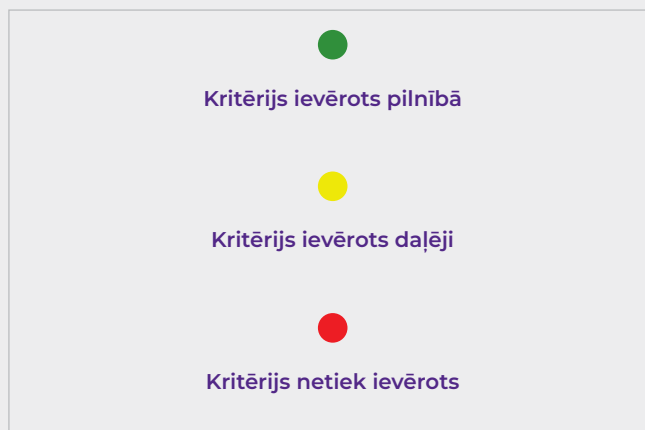 Kritērijs ievērots pilnībā
Kritērijs ievērots daļēji
Kritērijs netiek ievērots